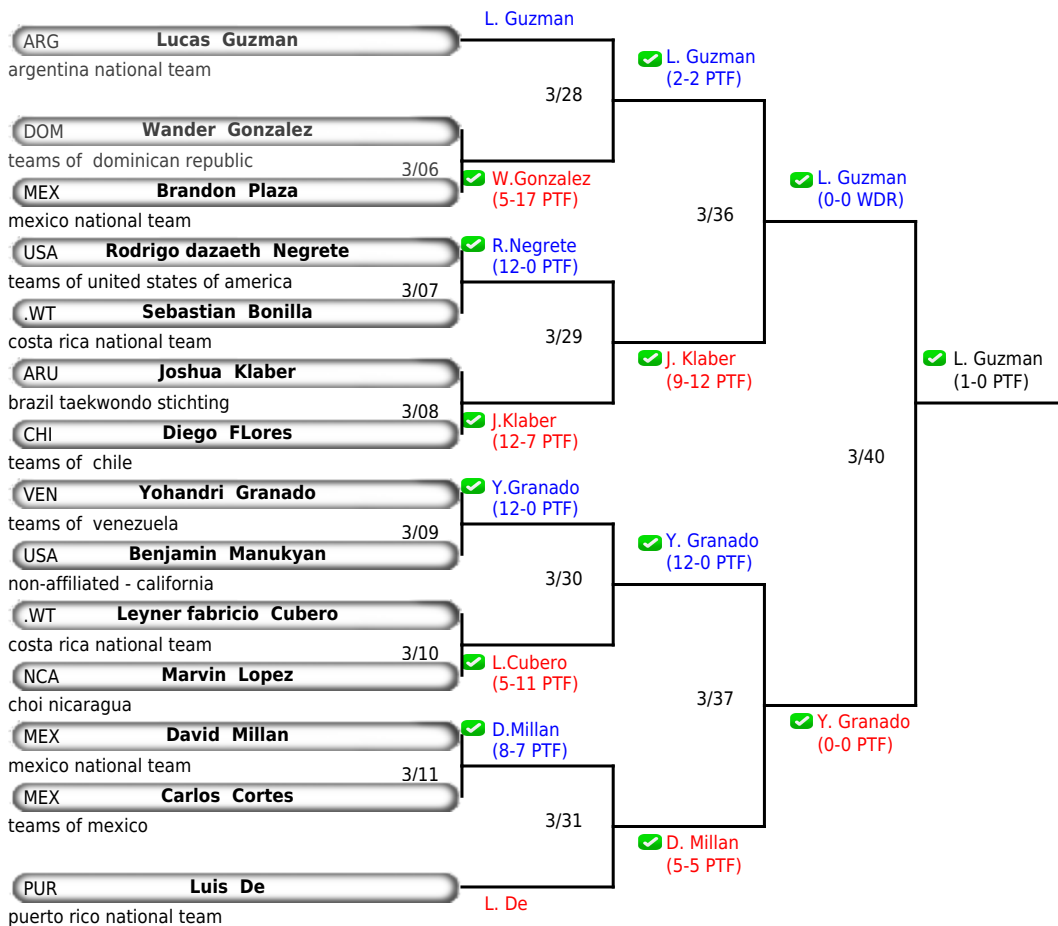 L. Guzman
ARG Lucas  Guzman
argentina national team
3/28
L. Guzman
(2-2 PTF)
DOM Wander  Gonzalez
teams of  dominican republic
3/06
MEX Brandon  Plaza
mexico national team
W.Gonzalez
(5-17 PTF)
3/36
L. Guzman
(0-0 WDR)
USA Rodrigo dazaeth  Negrete
teams of united states of america
R.Negrete
(12-0 PTF)
3/07
.WT Sebastian  Bonilla
costa rica national team
3/29
J. Klaber
(9-12 PTF)
ARU Joshua  Klaber
brazil taekwondo stichting
3/08
CHI Diego  FLores
teams of  chile
J.Klaber
(12-7 PTF)
L. Guzman
(1-0 PTF)
3/40
VEN Yohandri  Granado
teams of  venezuela
Y.Granado
(12-0 PTF)
3/09
USA Benjamin  Manukyan
non-affiliated - california
3/30
Y. Granado
(12-0 PTF)
.WT Leyner fabricio  Cubero
costa rica national team
3/10
NCA Marvin  Lopez
choi nicaragua
L.Cubero
(5-11 PTF)
3/37
Y. Granado
(0-0 PTF)
MEX David  Millan
mexico national team
D.Millan
(8-7 PTF)
3/11
MEX Carlos  Cortes
teams of mexico
3/31
D. Millan
(5-5 PTF)
PUR Luis  De
puerto rico national team
L. De